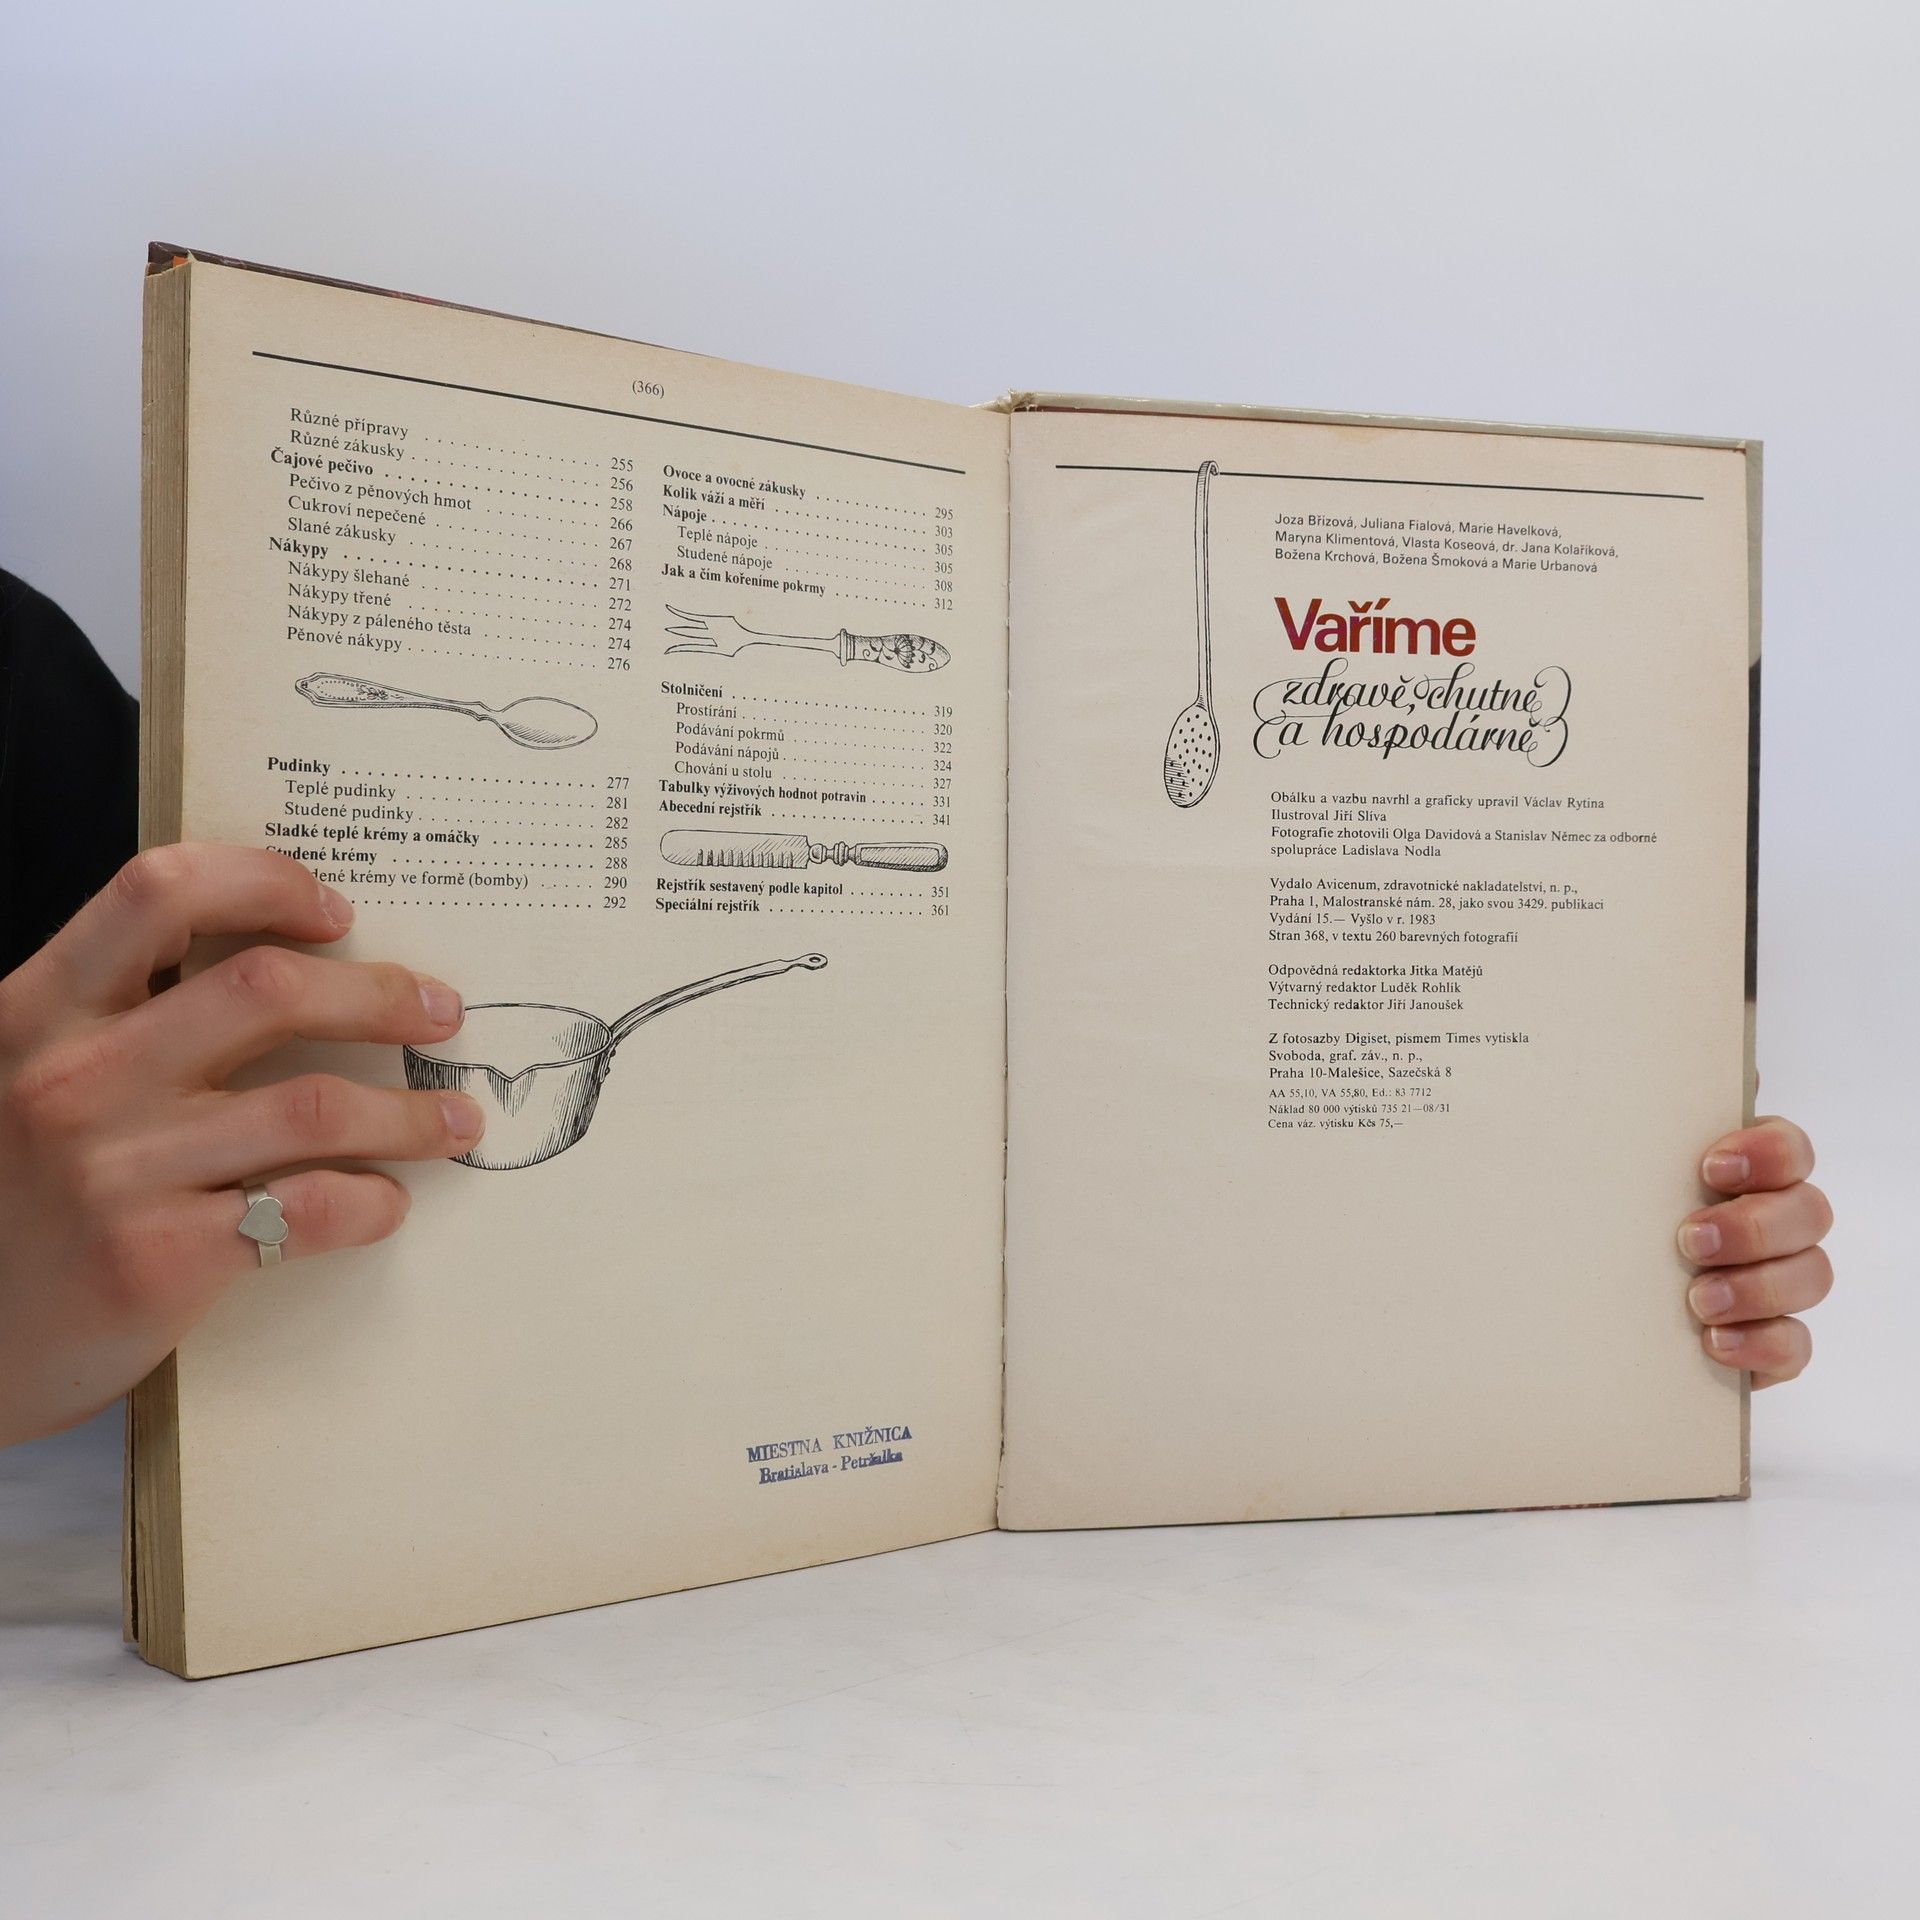 (366)
Různé přípravy . . . . . . . . . . . . . . 255
Různé zákusky . . . . . . . . . . . . . . 256
Čajové pečivo . . . . . . . . . . . . . . 258
Pečivo z pěnových hmot . . . . . . . . 266
Cukroví nepečené . . . . . . . . . . . . 267
Slané zákusky . . . . . . . . . . . . . . 268
Nákypy . . . . . . . . . . . . . . . . . 271
Nákypy šlehané . . . . . . . . . . . . . 272
Nákypy třené . . . . . . . . . . . . . . 274
Nákypy z páleného těsta . . . . . . . . 274
Pěnové nákypy . . . . . . . . . . . . . 276
Pudinky . . . . . . . . . . . . . . . . 277
Teplé pudinky . . . . . . . . . . . . . 281
Studené pudinky . . . . . . . . . . . . 282
Sladké teplé krémy a omáčky . . . . . . 285
Studené krémy . . . . . . . . . . . . . 288
krémy ve formě (bomby) . . . . . 290
. . . . . . . . . . . . . . . . . 292
Ovoce a ovocné zákusky . . . . . . . . . 295
Kolik váží a měří . . . . . . . . . . . 303
Nápoje . . . . . . . . . . . . . . . . . 305
Teplé nápoje . . . . . . . . . . . . . . 305
Studené nápoje . . . . . . . . . . . . . 308
Jak a čím kořeníme pokrmy . . . . . . . 312
Stolničení . . . . . . . . . . . . . . . 319
Prostírání . . . . . . . . . . . . . . . 320
Podávání pokrmů . . . . . . . . . . . . 322
Podávání nápojů . . . . . . . . . . . . 324
Chování u stolu . . . . . . . . . . . . 327
Tabulky výživových hodnot potravin . . . 331
Abecední rejstřík . . . . . . . . . . . 341
Rejstřík sestavený podle kapitol . . . . 351
Speciální rejstřík . . . . . . . . . . . 361
MIESTNA KNIŽNICA
Bratislava - Petržalka
Joza Břízová, Juliana Fialová, Marie Havelková,
Maryna Klimentová, Vlasta Koseová, dr. Jana Kolaříková,
Božena Krchová, Božena Šmoková a Marie Urbanová
Vaříme
zdravě, chutně
a hospodárně
Obálku a vazbu navrhl a graficky upravil Václav Rytina
Ilustroval Jiří Slíva
Fotografie zhotovili Olga Davidová a Stanislav Němec za odborné
spolupráce Ladislava Nodla
Vydalo Avicenum, zdravotnické nakladatelství, n. p.,
Praha 1, Malostranské nám. 28, jako svou 3429. publikaci
Vydání 15.— Vyšlo v r. 1983
Stran 368, v textu 260 barevných fotografií
Odpovědná redaktorka Jitka Matějů
Výtvarný redaktor Luděk Rohlík
Technický redaktor Jiří Janoušek
Z fotosazby Digiset, písmem Times vytiskla
Svoboda, graf. záv., n. p.,
Praha 10-Malešice, Sazečská 8
AA 55,10, VA 55,80, Ed.: 83 7712
Náklad 80 000 výtisků 735 21—08/31
Cena váz. výtisku Kčs 75,—